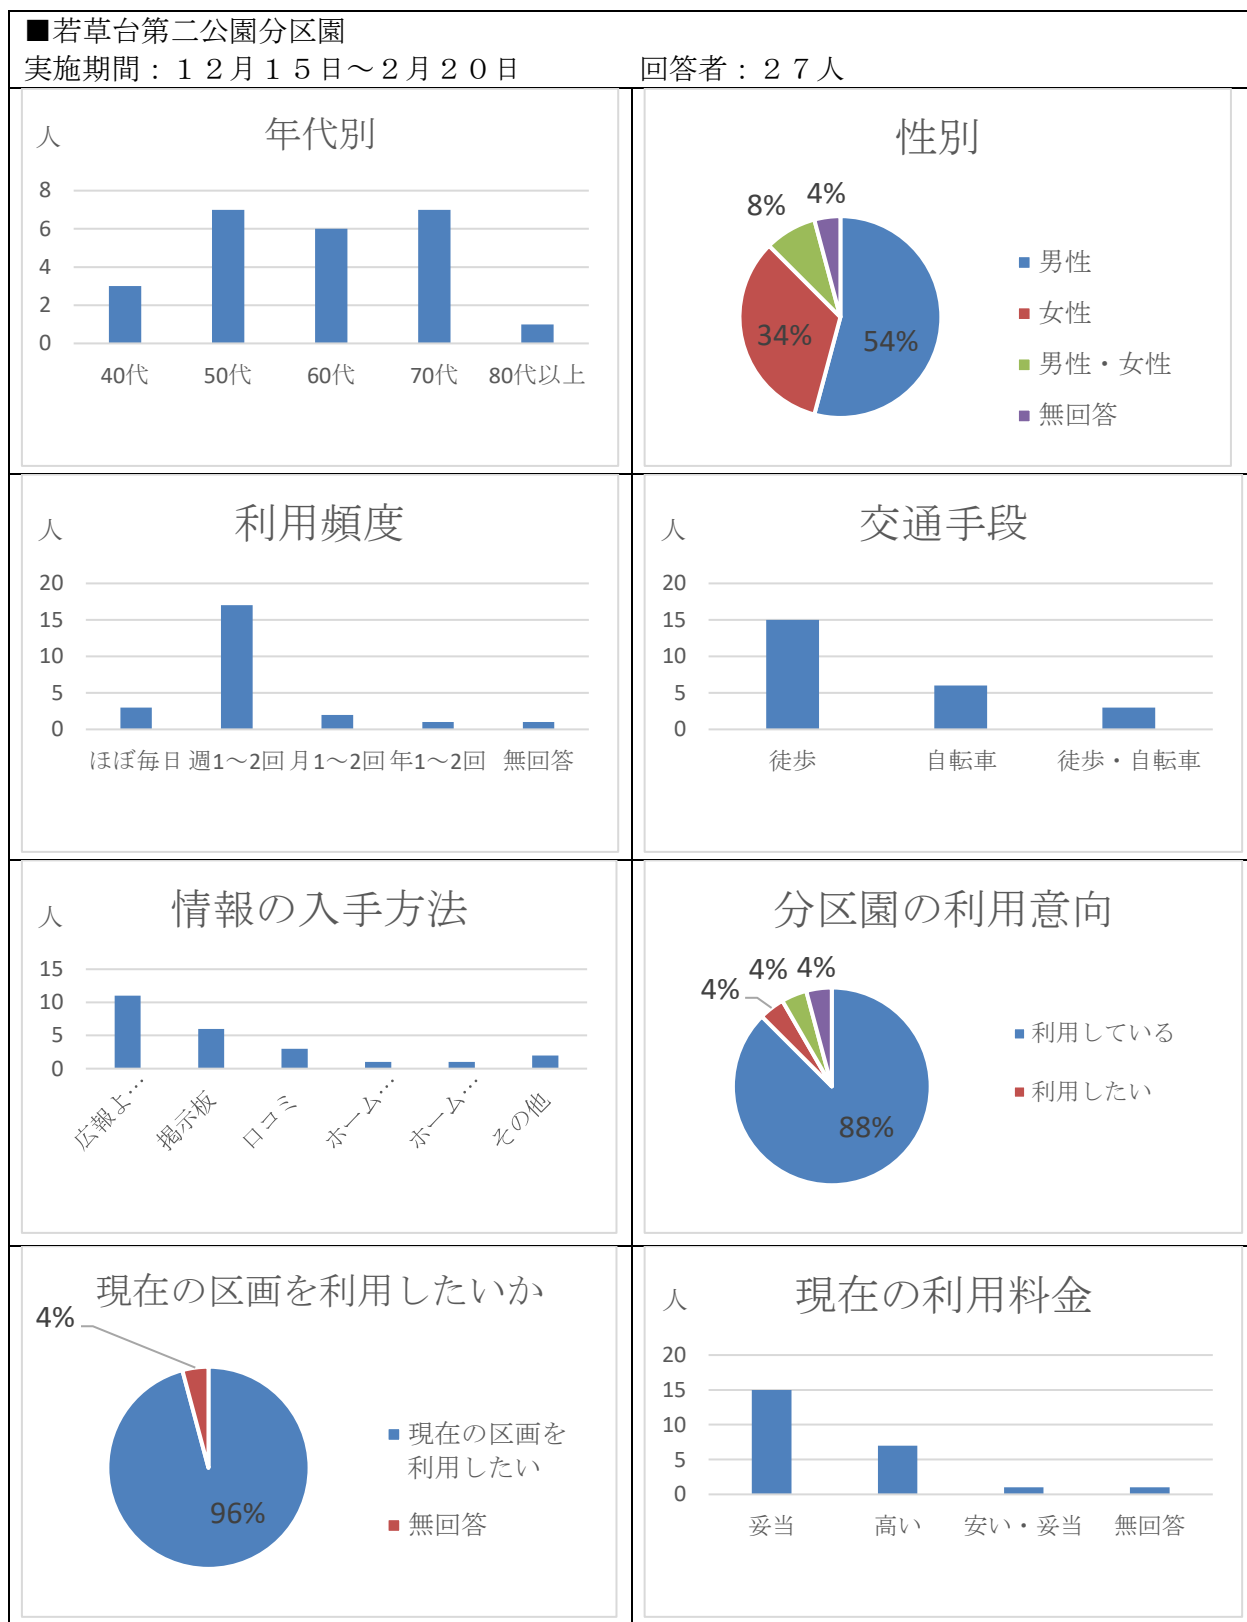 ■若草台第二公園分区園
実施期間：１２月１５日～２月２０日 回答者：２７人
年代別
人
8
6
4
2
0
40代 50代 60代 70代 80代以上
性別
8% 4%
34% 54%
男性
女性
男性・女性
無回答
利用頻度
人
20
15
10
5
0
ほぼ毎日 週1～2回 月1～2回 年1～2回 無回答
交通手段
人
20
15
10
5
0
徒歩 自転車 徒歩・自転車
情報の入手方法
人
15
10
5
0
広報よ… 掲示板 口コミ ホーム… ホーム… その他
分区園の利用意向
4% 4% 4%
88%
利用している
利用したい
現在の区画を利用したいか
4%
96%
現在の区画を
利用したい
無回答
現在の利用料金
人
20
15
10
5
0
妥当 高い 安い・妥当 無回答